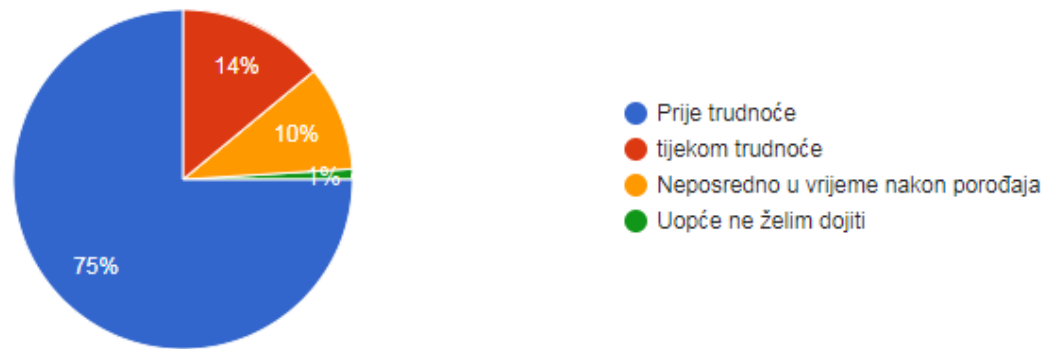 14%
10%
1%
75%
Prije trudnoće
tijekom trudnoće
Neposredno u vrijeme nakon porođaja
Uopće ne želim dojiti